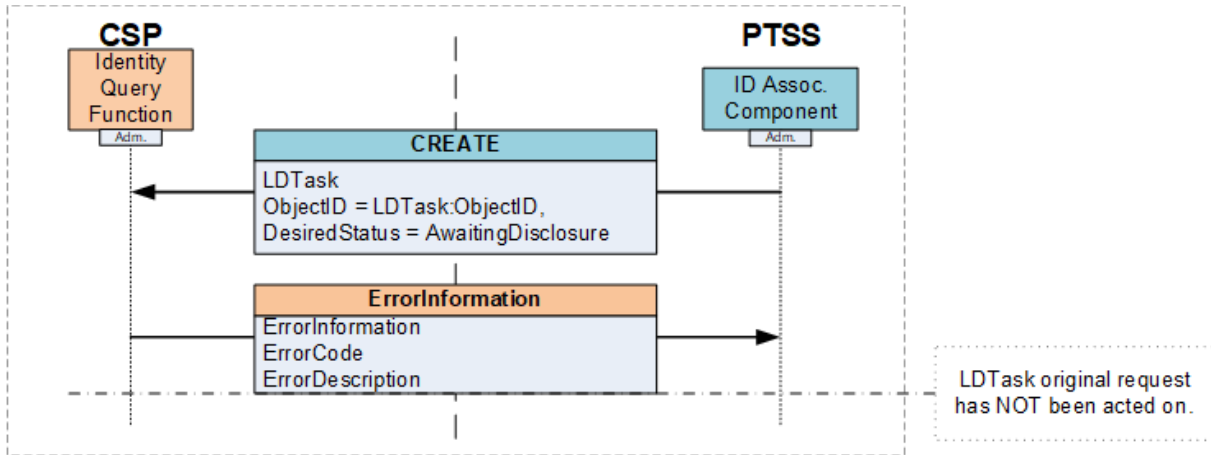 CSP
PTSS
Identity
Query
Function
Adm.
ID Assoc.
Component
Adm.
CREATE
LDTask
ObjectID = LDTask:ObjectID,
DesiredStatus = AwaitingDisclosure
ErrorInformation
ErrorInformation
ErrorCode
ErrorDescription
LDTask original request
has NOT been acted on.